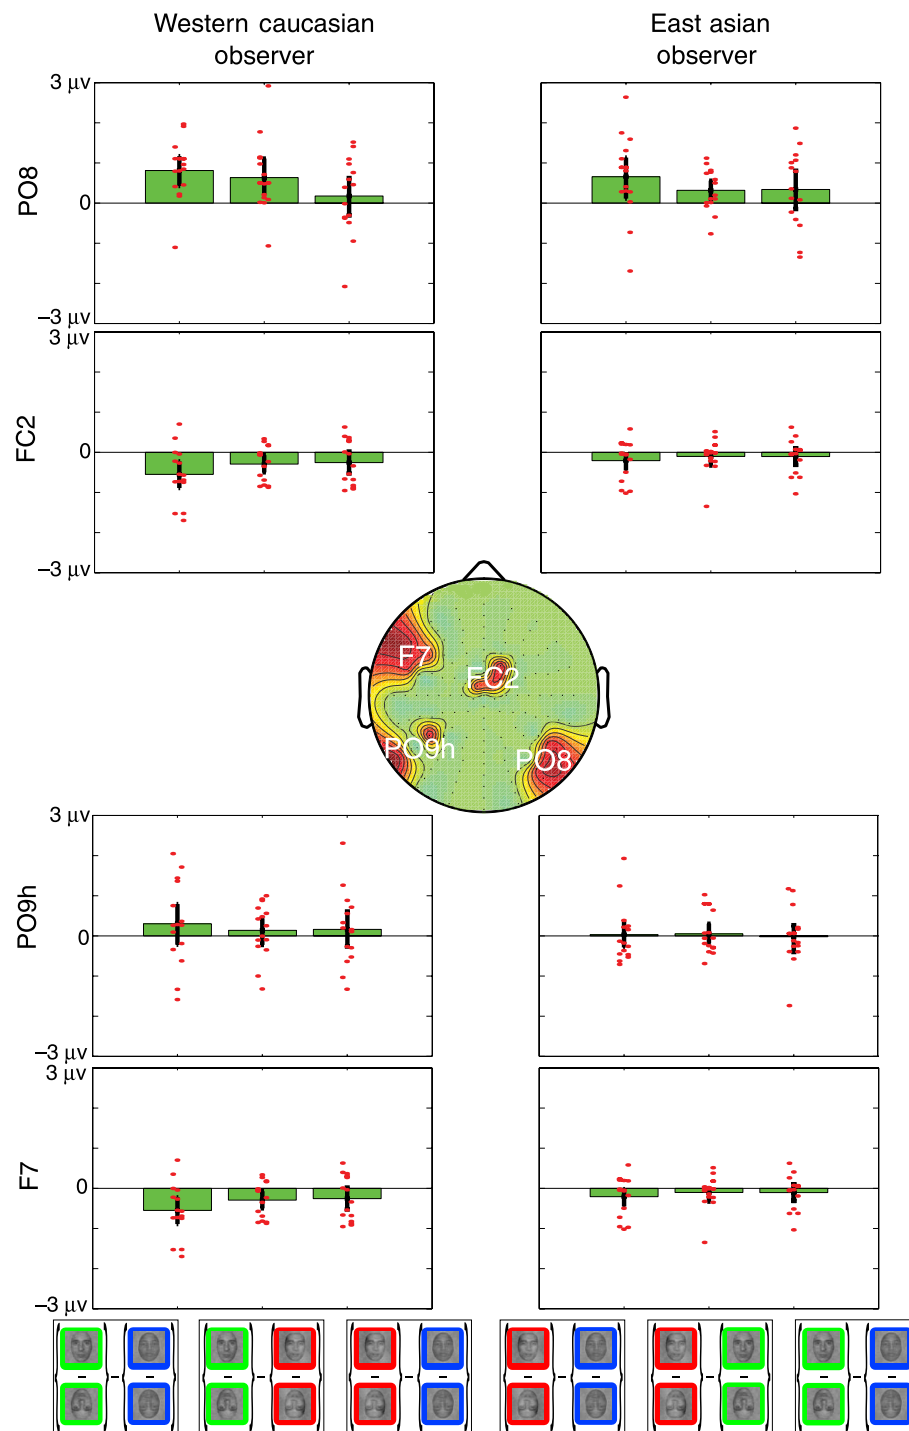 Western caucasian
observer
East asian
observer
3 μv
PO8
0
–3 μv
3 μv
FC2
0
–3 μv
F7
FC2
PO9h
PO8
3 μv
PO9h
0
–3 μv
3 μv
F7
0
–3 μv